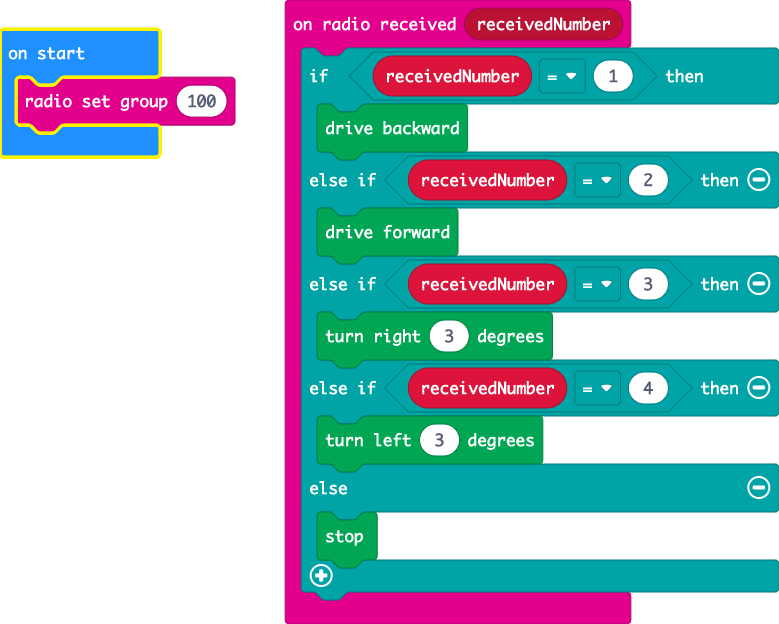 on start
radio set group 100
on radio received receivedNumber
if receivedNumber = 1 then
drive backward
else if receivedNumber = 2 then
drive forward
else if receivedNumber = 3 then
turn right 3 degrees
else if receivedNumber = 4 then
turn left 3 degrees
else
stop